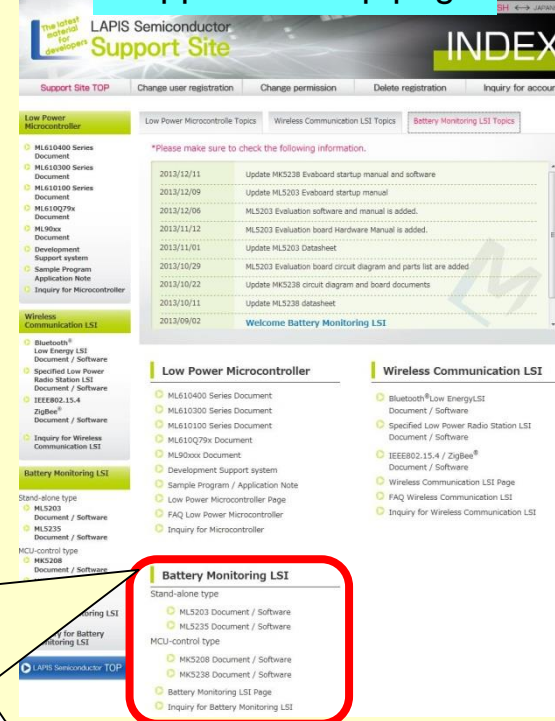 The latest
material
for
developers
LAPIS Semiconductor
Support Site
INDEX
Support Site TOP
Change user registration
Change permission
Delete registration
Inquiry for accoun
Low Power
Microcontroller
ML610400 Series
Document
ML610300 Series
Document
ML610100 Series
Document
ML610Q79x
Document
ML90xx
Document
Development
Support system
Sample Program
Application Note
Inquiry for Microcontroller
Wireless
Communication LSI
Bluetooth®
Low Energy LSI
Document / Software
Specified Low Power
Radio Station LSI
Document / Software
IEEE802.15.4
ZigBee®
Document / Software
Inquiry for Wireless
Communication LSI
Battery Monitoring LSI
Stand-alone type
ML5203
Document / Software
ML5235
Document / Software
MCU-control type
MK5208
Document / Software
LAPIS Semiconductor TOP
Low Power Microcontrolle Topics
Wireless Communication LSI Topics
Battery Monitoring LSI Topics
*Please make sure to check the following information.
2013/12/11 Update MK5238 Evaboard startup manual and software
2013/12/09 Update ML5203 Evaboard startup manual
2013/12/06 ML5203 Evaluation software and manual is added.
2013/11/12 ML5203 Evaluation board Hardware Manual is added.
2013/11/01 Update ML5203 Datasheet
2013/10/29 ML5203 Evaluation board circuit diagram and parts list are added
2013/10/22 Update MK5238 circuit diagram and board documents
2013/10/11 Update ML5238 datasheet
2013/09/02 Welcome Battery Monitoring LSI
Low Power Microcontroller
ML610400 Series Document
ML610300 Series Document
ML610100 Series Document
ML610Q79x Document
ML90xxx Document
Development Support system
Sample Program / Application Note
Low Power Microcontroller Page
FAQ Low Power Microcontroller
Inquiry for Microcontroller
Wireless Communication LSI
Bluetooth®Low EnergyLSI
Document / Software
Specified Low Power Radio Station LSI
Document / Software
IEEE802.15.4 / ZigBee®
Document / Software
Wireless Communication LSI Page
FAQ Wireless Communication LSI
Inquiry for Wireless Communication LSI
Battery Monitoring LSI
Stand-alone type
ML5203 Document / Software
ML5235 Document / Software
MCU-control type
MK5208 Document / Software
MK5238 Document / Software
Battery Monitoring LSI Page
Inquiry for Battery Monitoring LSI